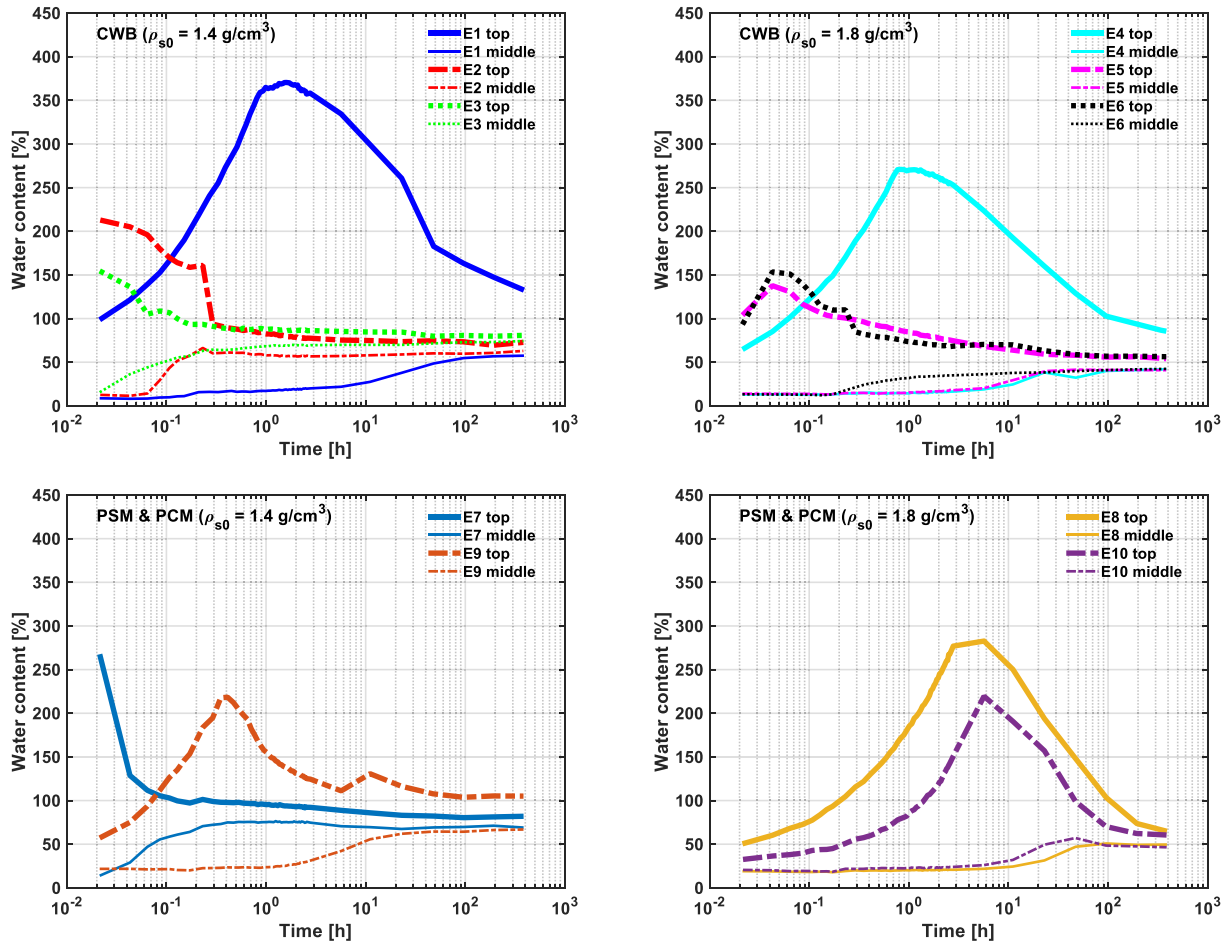 CWB (ρs0 = 1.4 g/cm3)
E1 top
E1 middle
E2 top
E2 middle
E3 top
E3 middle
450
400
350
300
250
200
150
100
50
0
Water content [%]
10-2 10-1 100 101 102 103
Time [h]
CWB (ρs0 = 1.8 g/cm3)
E4 top
E4 middle
E5 top
E5 middle
E6 top
E6 middle
450
400
350
300
250
200
150
100
50
0
Water content [%]
10-2 10-1 100 101 102 103
Time [h]
PSM & PCM (ρs0 = 1.4 g/cm3)
E7 top
E7 middle
E9 top
E9 middle
450
400
350
300
250
200
150
100
50
0
Water content [%]
10-2 10-1 100 101 102 103
Time [h]
PSM & PCM (ρs0 = 1.8 g/cm3)
E8 top
E8 middle
E10 top
E10 middle
450
400
350
300
250
200
150
100
50
0
Water content [%]
10-2 10-1 100 101 102 103
Time [h]